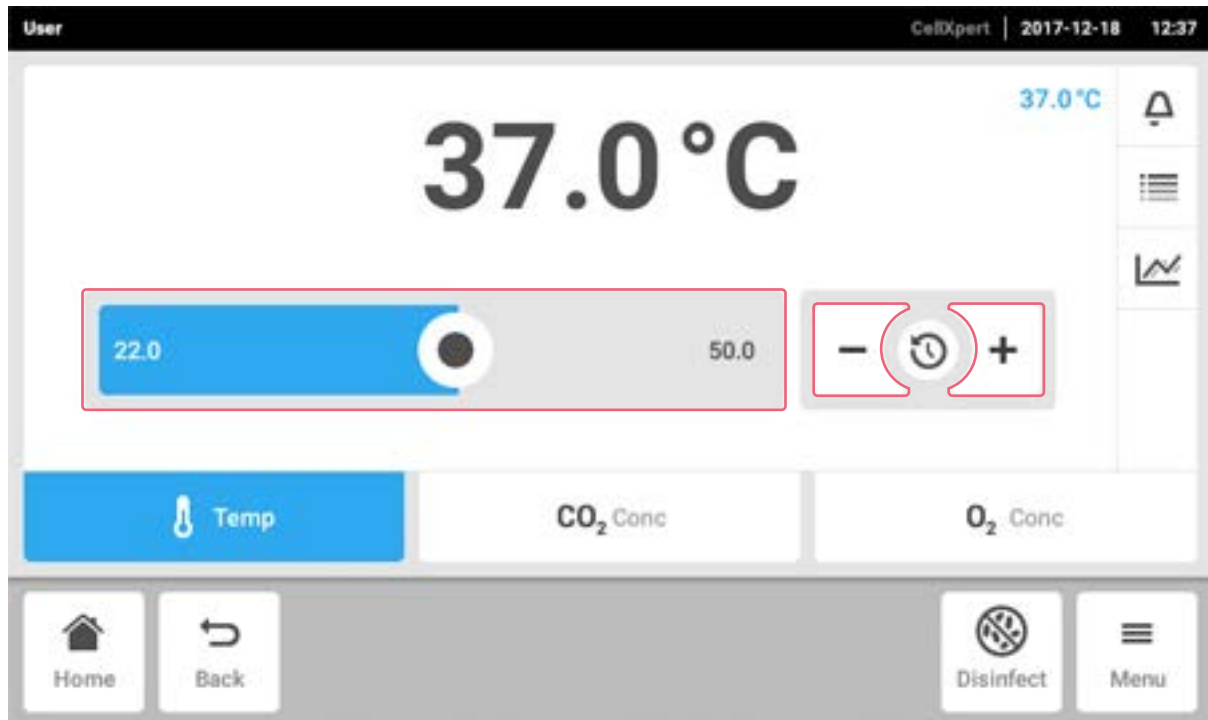 User CellXpert | 2017-12-18 12:37
37.0°C
37.0°C
22.0 50.0 − +
Temp CO₂ Conc O₂ Conc
Home Back Disinfect Menu